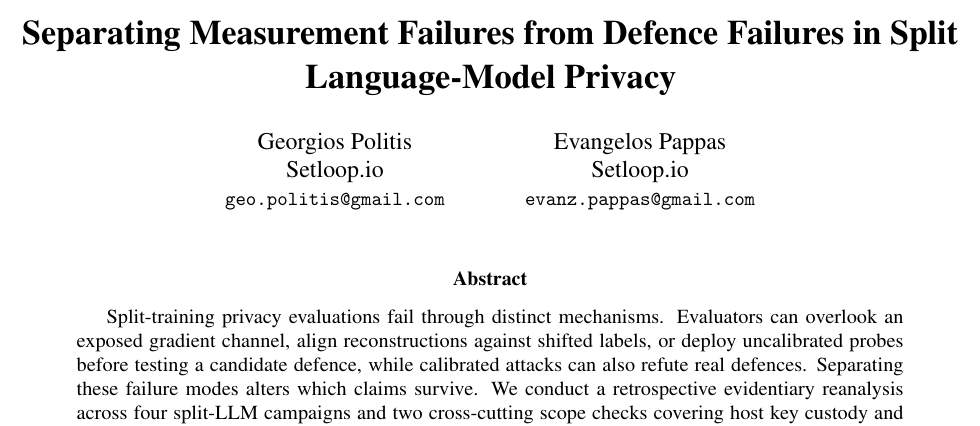 Separating Measurement Failures from Defence Failures in Split
Language-Model Privacy
Georgios Politis
Evangelos Pappas
Setloop.io
Setloop.io
geo.politis@gmail.com
evanz.pappas@gmail.com
Abstract
Split-training privacy evaluations fail through distinct mechanisms. Evaluators can overlook an
exposed gradient channel, align reconstructions against shifted labels, or deploy uncalibrated probes
before testing a candidate defence, while calibrated attacks can also refute real defences. Separating
these failure modes alters which claims survive. We conduct a retrospective evidentiary reanalysis
across four split-LLM campaigns and two cross-cutting scope checks covering host key custody and